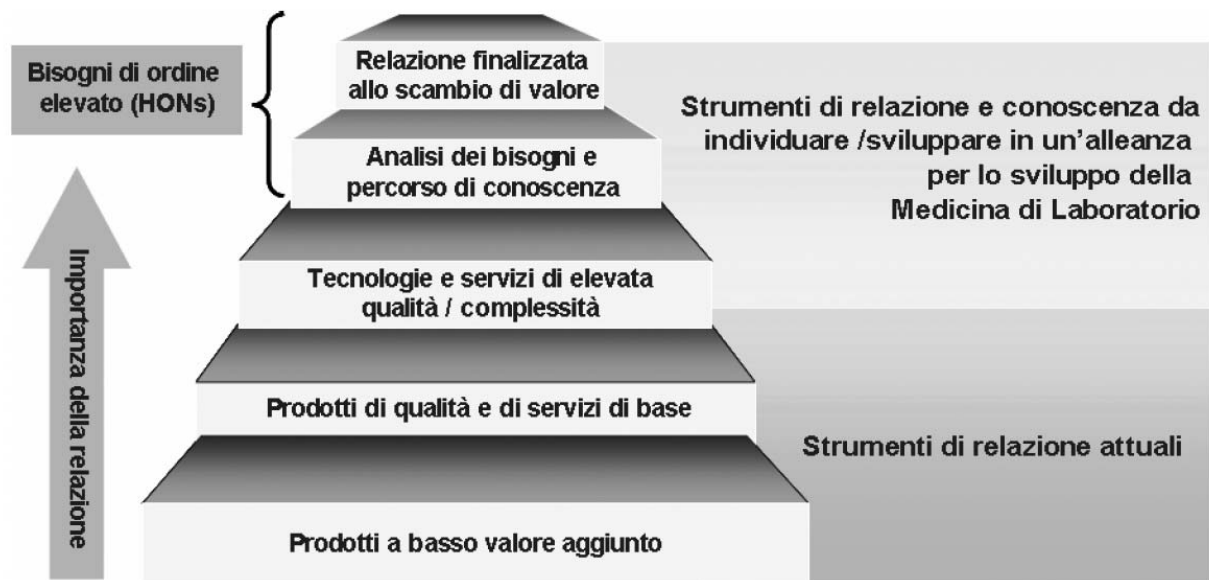 Bisogni di ordine
elevato (HONs)
Importanza della relazione
Relazione finalizzata
allo scambio di valore
Analisi dei bisogni e
percorso di conoscenza
Tecnologie e servizi di elevata
qualità / complessità
Prodotti di qualità e di servizi di base
Prodotti a basso valore aggiunto
Strumenti di relazione e conoscenza da
individuare /sviluppare in un'alleanza
per lo sviluppo della
Medicina di Laboratorio
Strumenti di relazione attuali